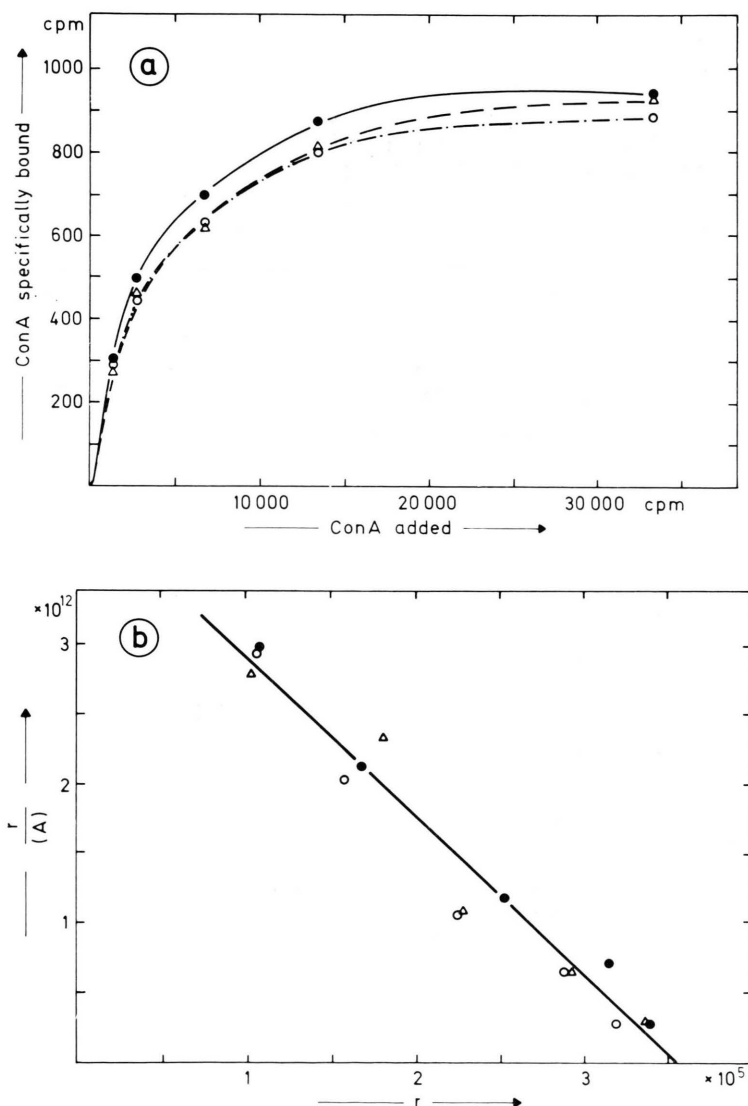 cpm
1000
800
600
400
200
ConA specifically bound
a
10 000
20 000
30 000
cpm
ConA added
×10¹²
3
2
1
r
(A)
b
1
2
3
×10⁵
r